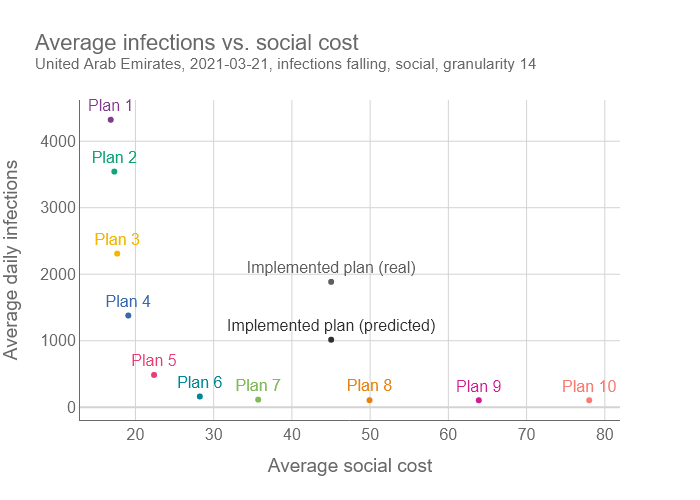 Average infections vs. social cost
United Arab Emirates, 2021-03-21, infections falling, social, granularity 14
Average daily infections
4000
3000
2000
1000
0
Plan 1
Plan 2
Plan 3
Implemented plan (real)
Plan 4
Implemented plan (predicted)
Plan 5
Plan 6
Plan 7
Plan 8
Plan 9
Plan 10
20
30
40
50
60
70
80
Average social cost